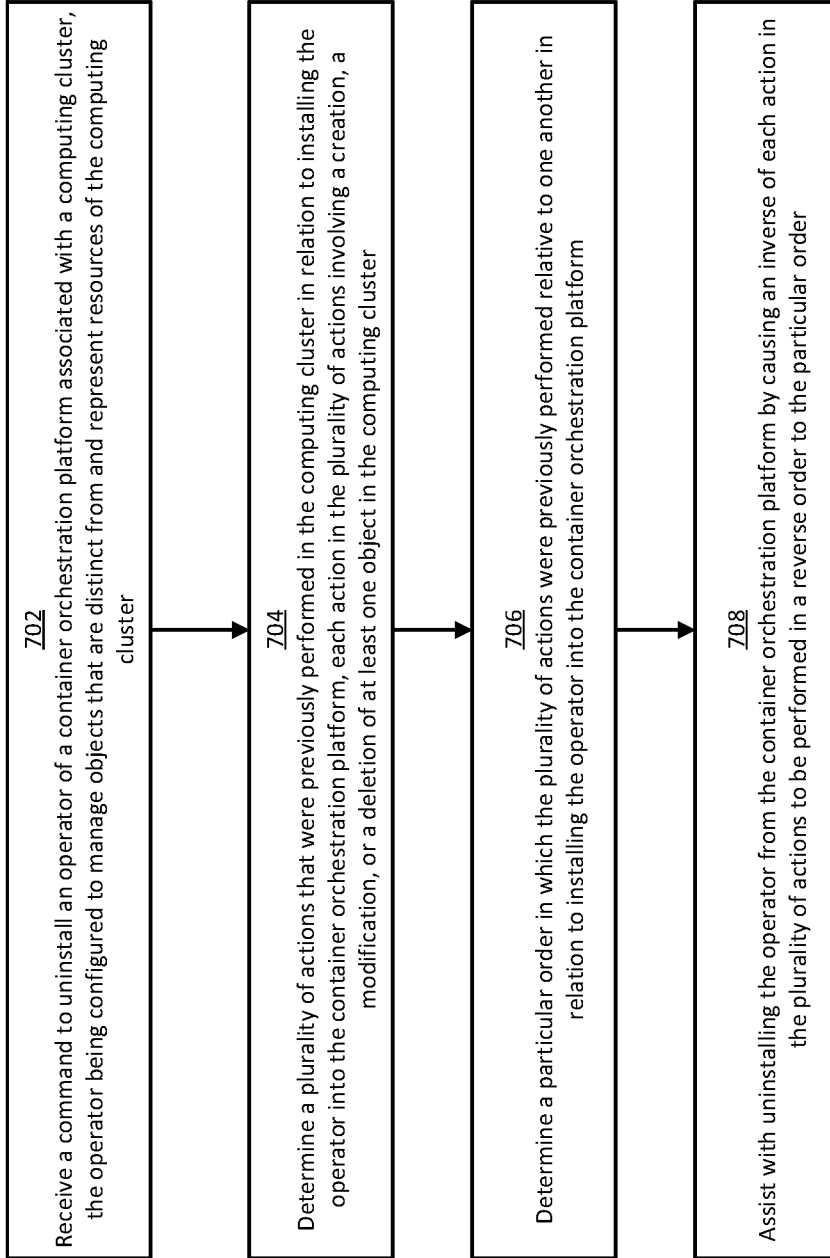 702
Receive a command to uninstall an operator of a container orchestration platform associated with a computing cluster,
the operator being configured to manage objects that are distinct from and represent resources of the computing
cluster
704
Determine a plurality of actions that were previously performed in the computing cluster in relation to installing the
operator into the container orchestration platform, each action in the plurality of actions involving a creation, a
modification, or a deletion of at least one object in the computing cluster
706
Determine a particular order in which the plurality of actions were previously performed relative to one another in
relation to installing the operator into the container orchestration platform
708
Assist with uninstalling the operator from the container orchestration platform by causing an inverse of each action in
the plurality of actions to be performed in a reverse order to the particular order